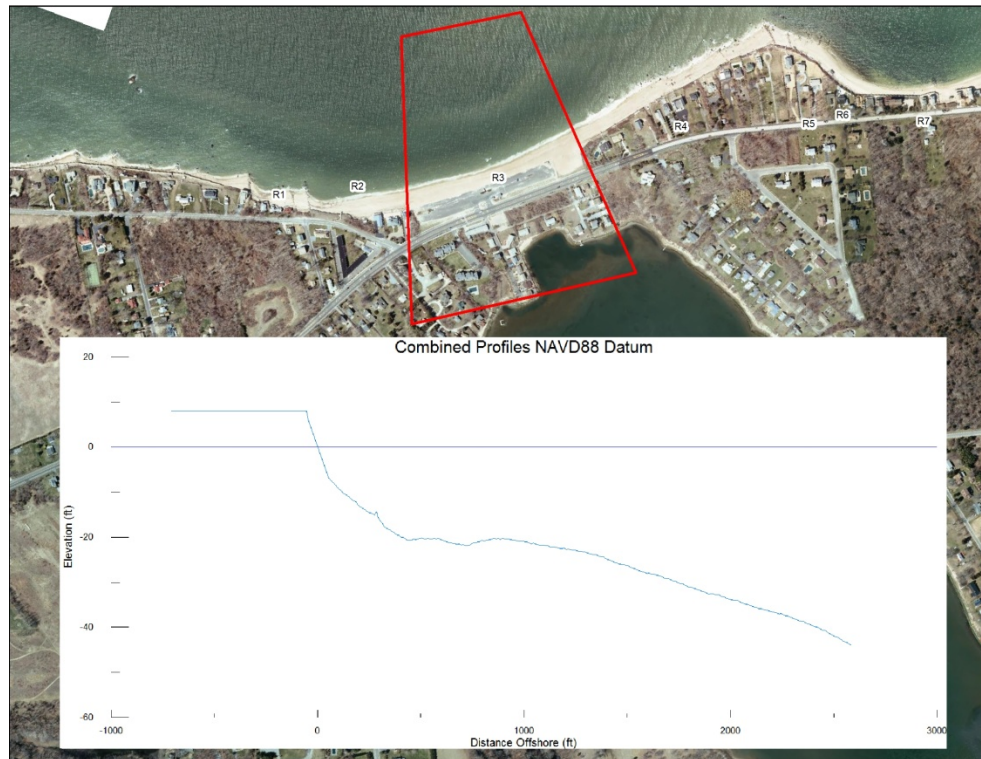 R1
R2
R3
R4
R5
R6
R7
Combined Profiles NAVD88 Datum
20
0
-20
-40
-60
Elevation (ft)
-1000
0
1000
2000
3000
Distance Offshore (ft)